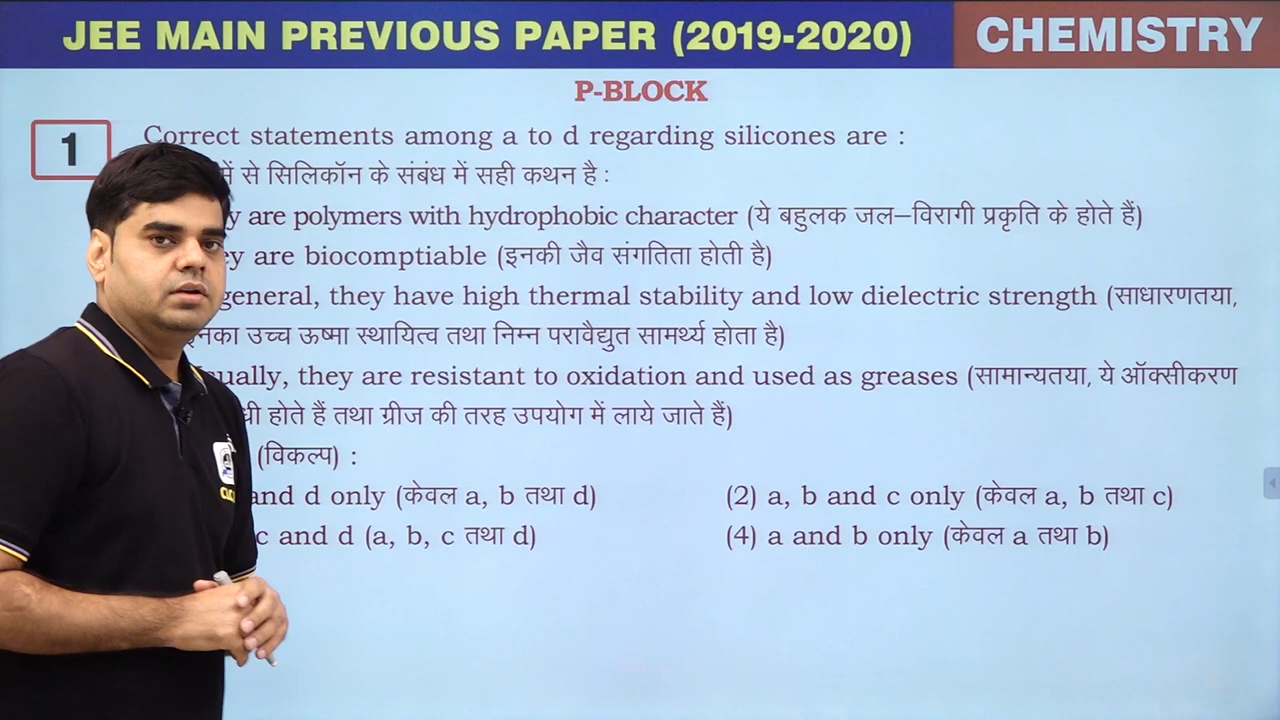 JEE MAIN PREVIOUS PAPER (2019-2020)
CHEMISTRY
P-BLOCK
1
Correct statements among a to d regarding silicones are :
में से सिलिकॉन के संबंध में सही कथन है :
are polymers with hydrophobic character (ये बहुलक जल–विरागी प्रकृति के होते हैं)
are biocomptiable (इनकी जैव संगतिता होती है)
general, they have high thermal stability and low dielectric strength (साधारणतया,
उच्च ऊष्मा स्थायित्व तथा निम्न परावैद्युत सामर्थ्य होता है)
they are resistant to oxidation and used as greases (सामान्यतया, ये ऑक्सीकरण
होते हैं तथा ग्रीज की तरह उपयोग में लाये जाते हैं)
(विकल्प) :
and d only (केवल a, b तथा d)
(2) a, b and c only (केवल a, b तथा c)
c and d (a, b, c तथा d)
(4) a and b only (केवल a तथा b)